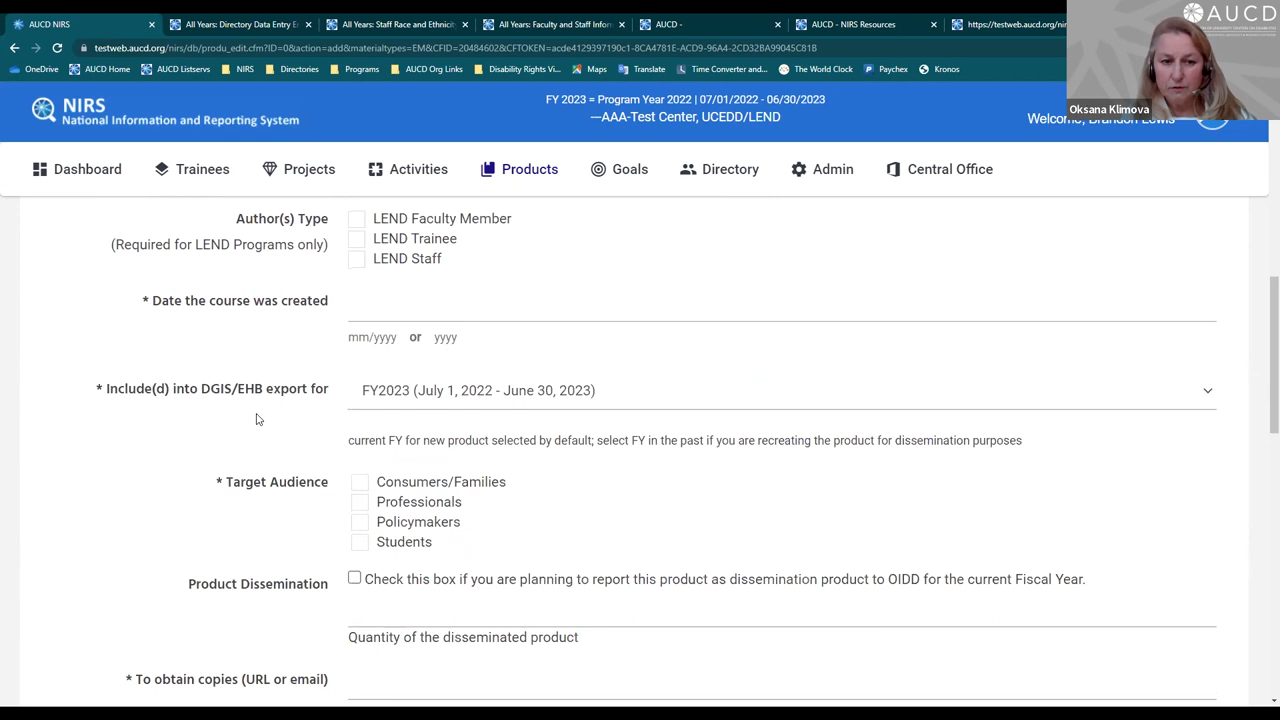 AUCD NIRS
All Years: Directory Data Entry E
All Years: Staff Race and Ethnicit
All Years: Faculty and Staff Infor
AUCD -
AUCD - NIRS Resources
https://testweb.aucd.org/nir
AUCD
testweb.aucd.org/nirs/db/produ_edit.cfm?ID=0&action=add&materialtypes=EM&CFID=20484602&CFTOKEN=acde4129397190c1-8CA4781E-ACD9-96A4-2CD32BA99045C81B
OneDrive
AUCD Home
AUCD Listservs
NIRS
Directories
Programs
AUCD Org Links
Disability Rights Vi...
Maps
Translate
Time Converter and...
The World Clock
Paychex
Kronos
Oksana Klimova
NIRS
National Information and Reporting System
FY 2023 = Program Year 2022 | 07/01/2022 - 06/30/2023
—AAA-Test Center, UCEDD/LEND
Welcome, Brandon Lewis
Dashboard
Trainees
Projects
Activities
Products
Goals
Directory
Admin
Central Office
Author(s) Type
(Required for LEND Programs only)
LEND Faculty Member
LEND Trainee
LEND Staff
* Date the course was created
mm/yyyy or yyyy
* Include(d) into DGIS/EHB export for
FY2023 (July 1, 2022 - June 30, 2023)
current FY for new product selected by default; select FY in the past if you are recreating the product for dissemination purposes
* Target Audience
Consumers/Families
Professionals
Policymakers
Students
Product Dissemination
Check this box if you are planning to report this product as dissemination product to OIDD for the current Fiscal Year.
Quantity of the disseminated product
* To obtain copies (URL or email)